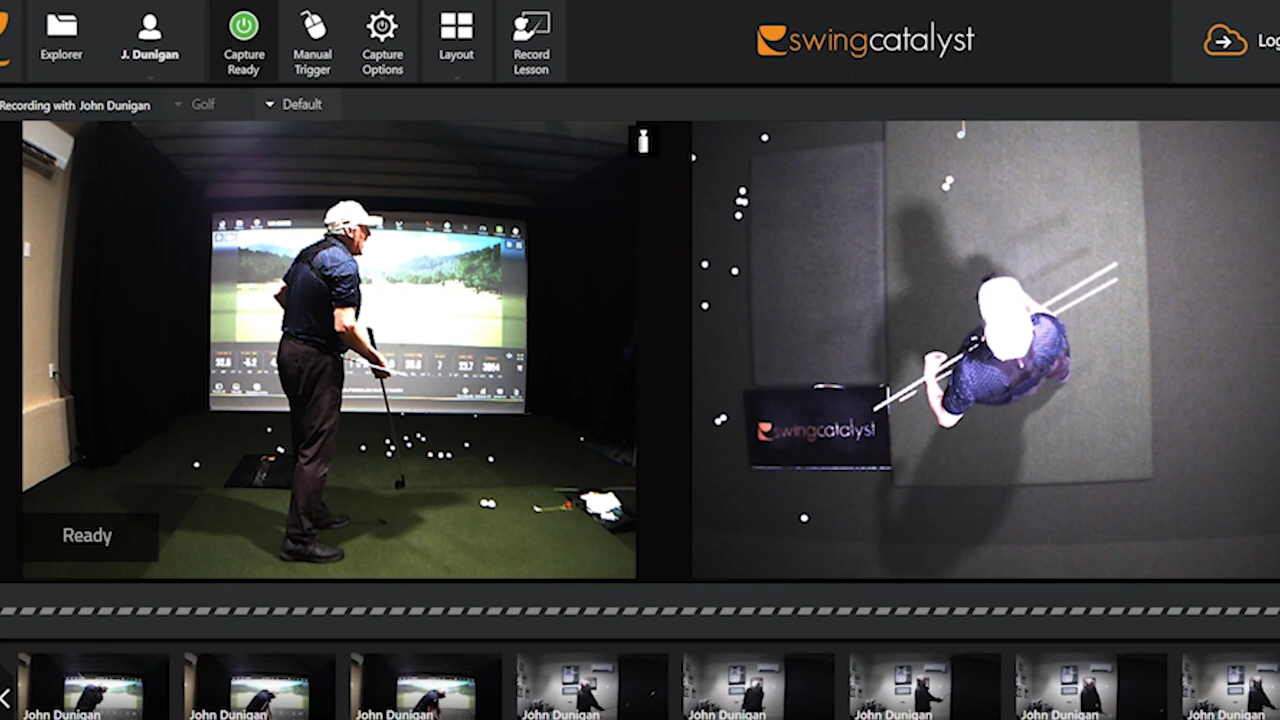 Explorer
J. Dunigan
Capture
Ready
Manual
Trigger
Capture
Options
Layout
Record
Lesson
swingcatalyst
Log
Recording with John Dunigan
Golf
Default
swingcatalyst
Ready
John Dunigan
John Dunigan
John Dunigan
John Dunigan
John Dunigan
John Dunigan
John Dunigan
John Dunigan